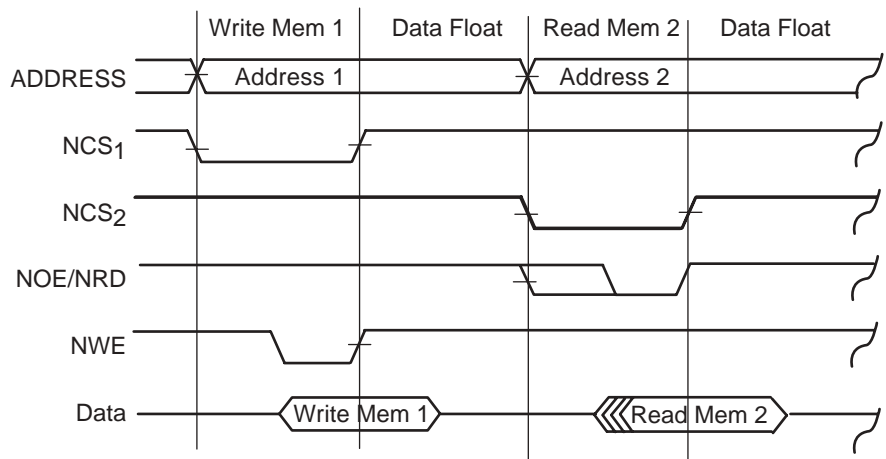 Write Mem 1 Data Float Read Mem 2 Data Float
ADDRESS Address 1 Address 2
NCS1
NCS2
NOE/NRD
NWE
Data Write Mem 1 Read Mem 2